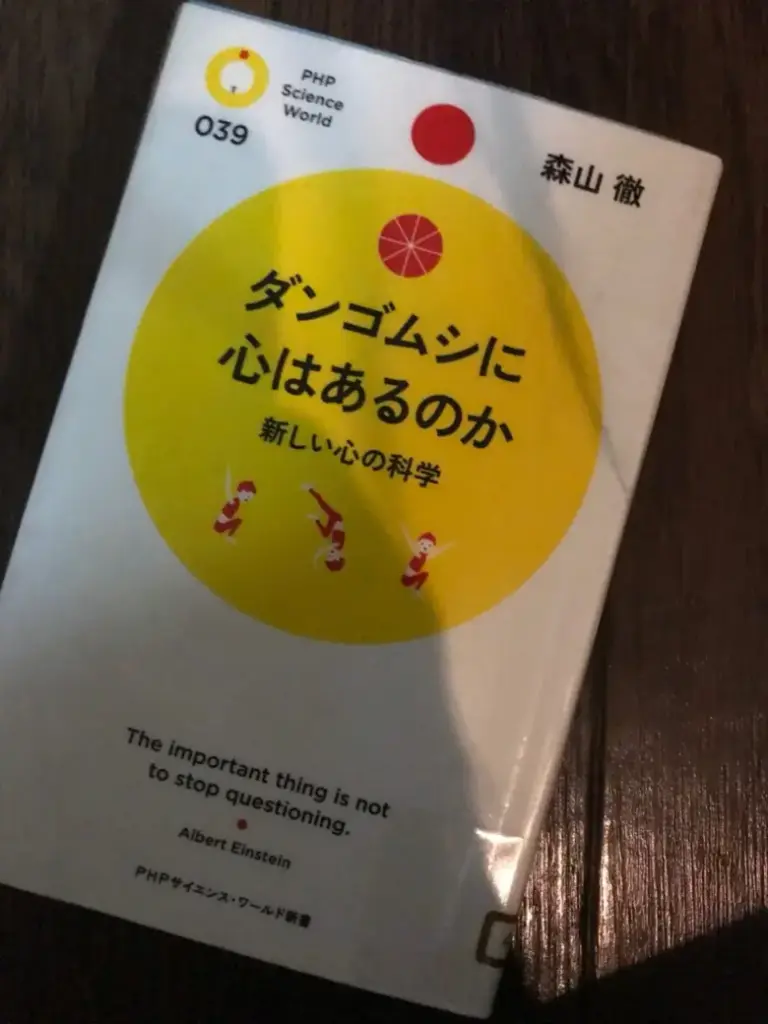 PHP
Science
World
039
森山 徹
ダンゴムシに
心はあるのか
新しい心の科学
The important thing is not
to stop questioning.
Albert Einstein
PHPサイエンス・ワールド新書